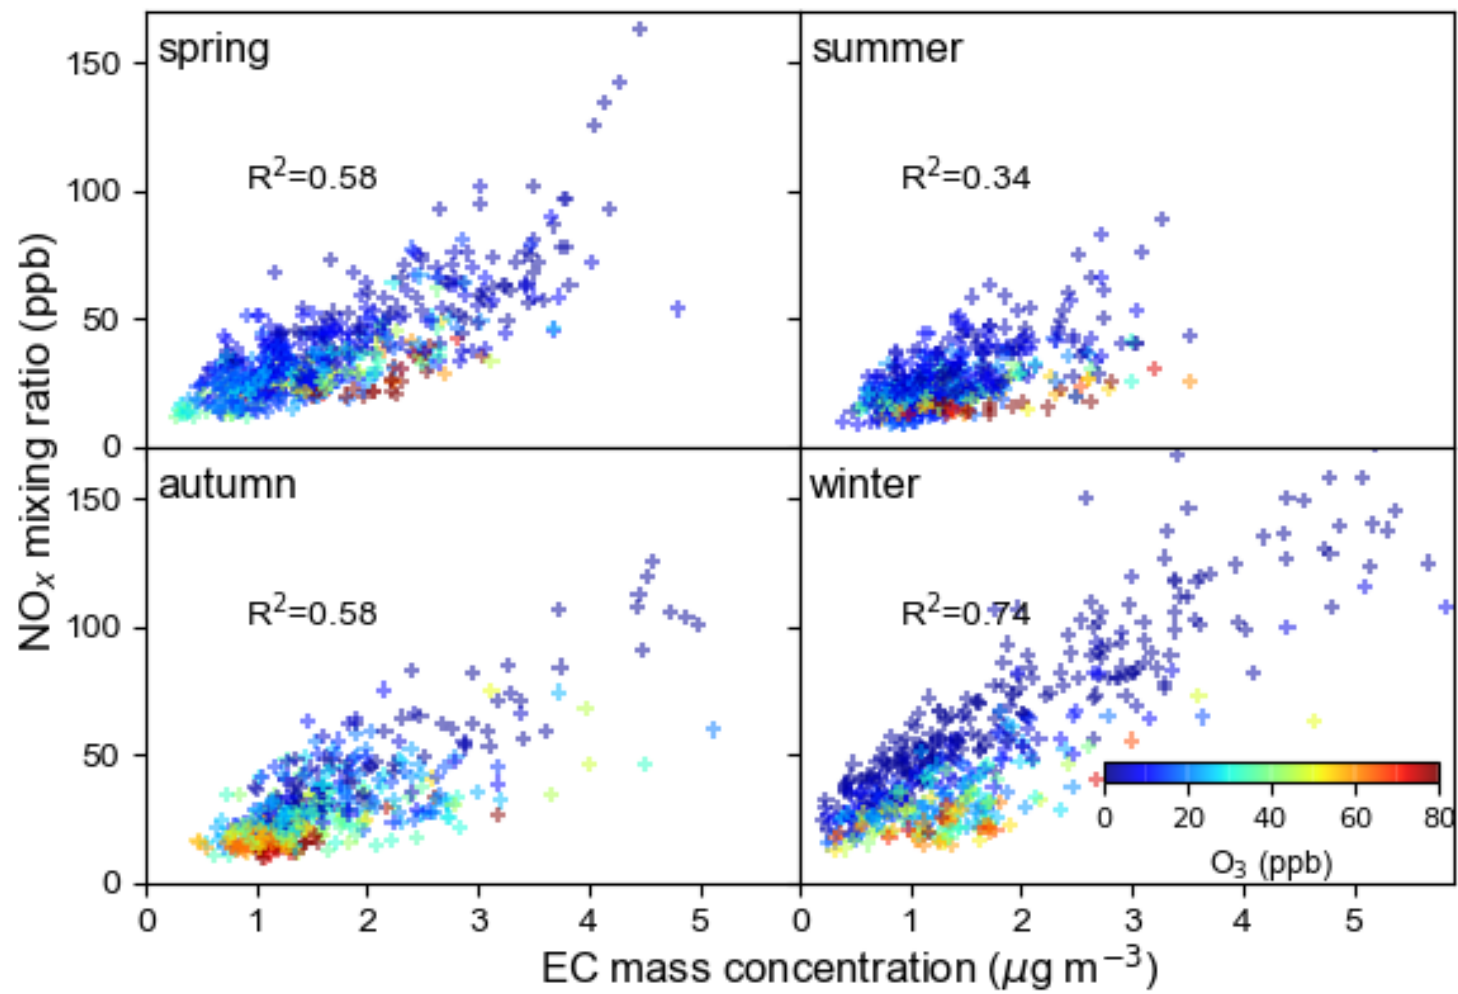 spring
summer
150
100
50
0
R²=0.58
R²=0.34
autumn
winter
150
100
50
0
R²=0.58
R²=0.74
NOₓ mixing ratio (ppb)
0 20 40 60 80
O₃ (ppb)
0 1 2 3 4 5 0 1 2 3 4 5
EC mass concentration (μg m⁻³)